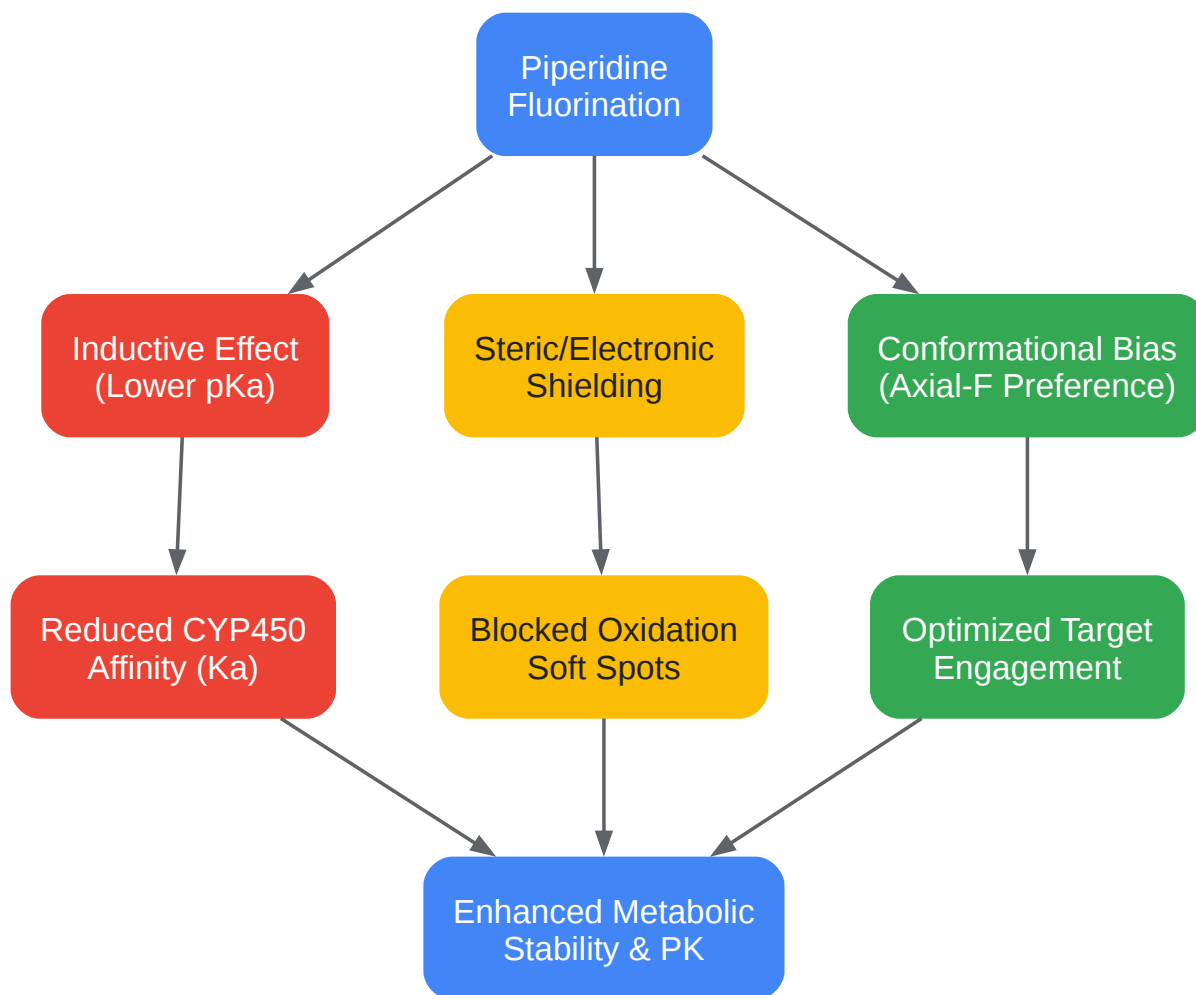 Piperidine
Fluorination
Inductive Effect
(Lower pKa)
Steric/Electronic
Shielding
Conformational Bias
(Axial-F Preference)
Reduced CYP450
Affinity (Ka)
Blocked Oxidation
Soft Spots
Optimized Target
Engagement
Enhanced Metabolic
Stability & PK